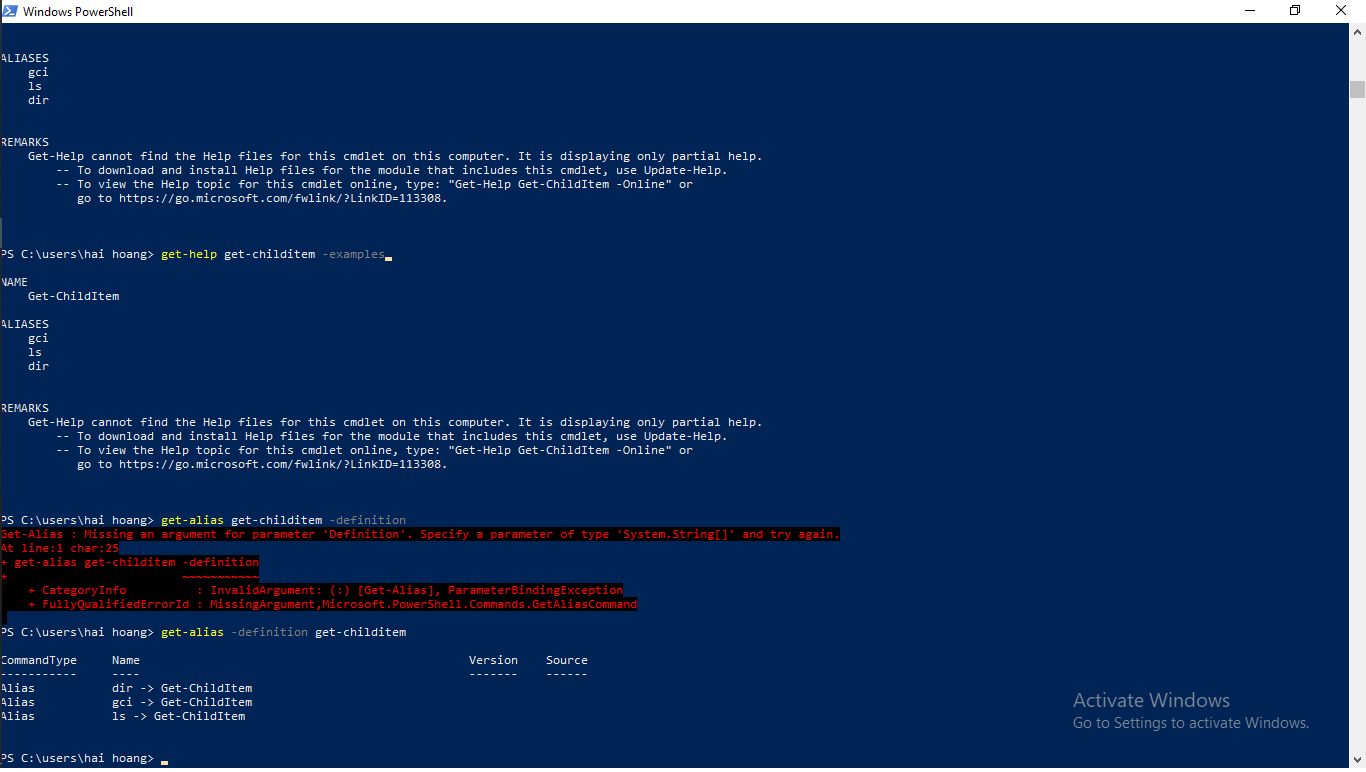 Windows PowerShell
ALIASES
gci
ls
dir
REMARKS
Get-Help cannot find the Help files for this cmdlet on this computer. It is displaying only partial help.
-- To download and install Help files for the module that includes this cmdlet, use Update-Help.
-- To view the Help topic for this cmdlet online, type: "Get-Help Get-ChildItem -Online" or
go to https://go.microsoft.com/fwlink/?LinkID=113308.
PS C:\users\hai hoang> get-help get-childitem -examples
NAME
Get-ChildItem
ALIASES
gci
ls
dir
REMARKS
Get-Help cannot find the Help files for this cmdlet on this computer. It is displaying only partial help.
-- To download and install Help files for the module that includes this cmdlet, use Update-Help.
-- To view the Help topic for this cmdlet online, type: "Get-Help Get-ChildItem -Online" or
go to https://go.microsoft.com/fwlink/?LinkID=113308.
PS C:\users\hai hoang> get-alias get-childitem -definition
Get-Alias : Missing an argument for parameter 'Definition'. Specify a parameter of type 'System.String[]' and try again.
At line:1 char:25
+ get-alias get-childitem -definition
+                         ~~~~~~~~~~~
+ CategoryInfo          : InvalidArgument: (:) [Get-Alias], ParameterBindingException
+ FullyQualifiedErrorId : MissingArgument,Microsoft.PowerShell.Commands.GetAliasCommand
PS C:\users\hai hoang> get-alias -definition get-childitem
CommandType     Name                                               Version    Source
-----------     ----                                               -------    ------
Alias           dir -> Get-ChildItem
Alias           gci -> Get-ChildItem
Alias           ls -> Get-ChildItem
Activate Windows
Go to Settings to activate Windows.
PS C:\users\hai hoang>